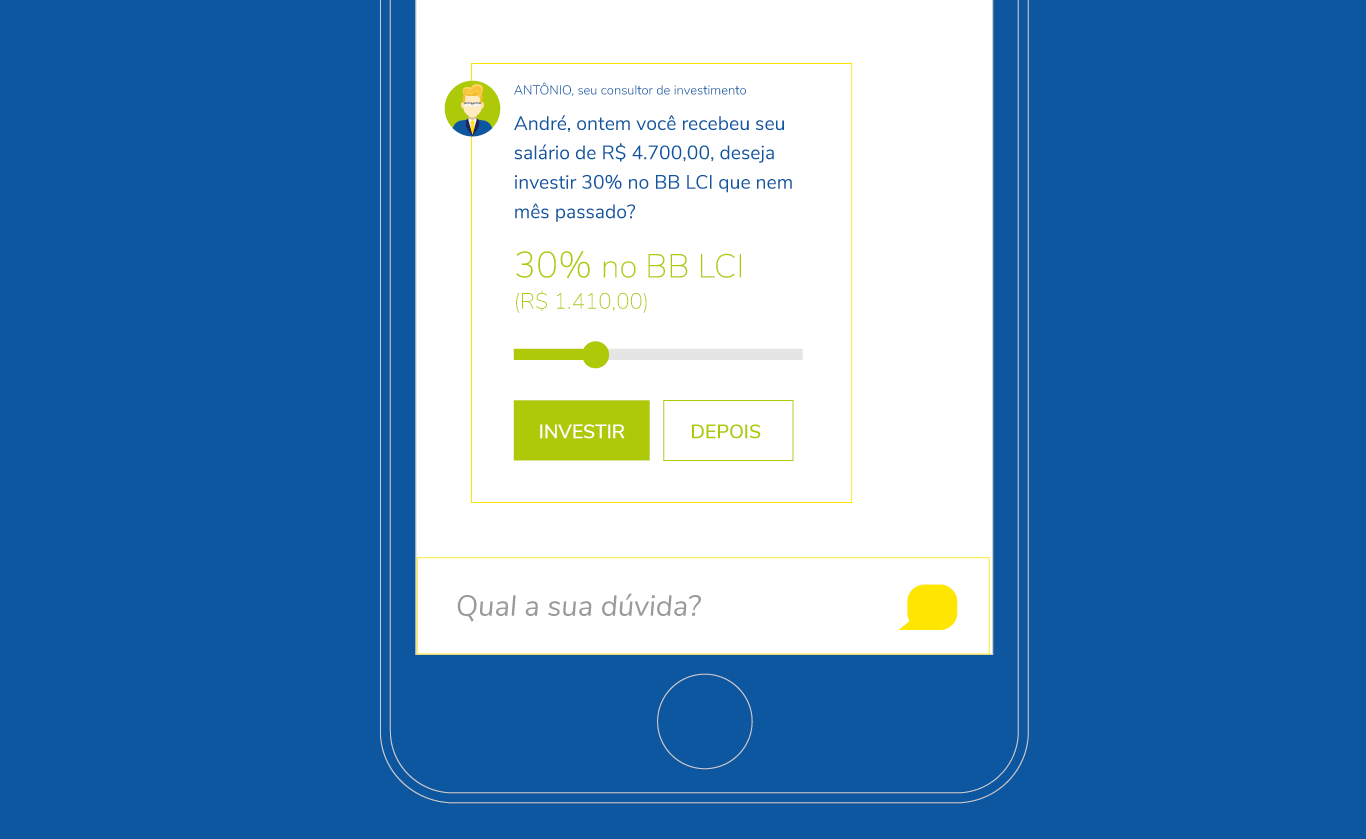 ANTÔNIO, seu consultor de investimento
André, ontem você recebeu seu
salário de R$ 4.700,00, deseja
investir 30% no BB LCI que nem
mês passado?
30% no BB LCI
(R$ 1.410,00)
INVESTIR
DEPOIS
Qual a sua dúvida?